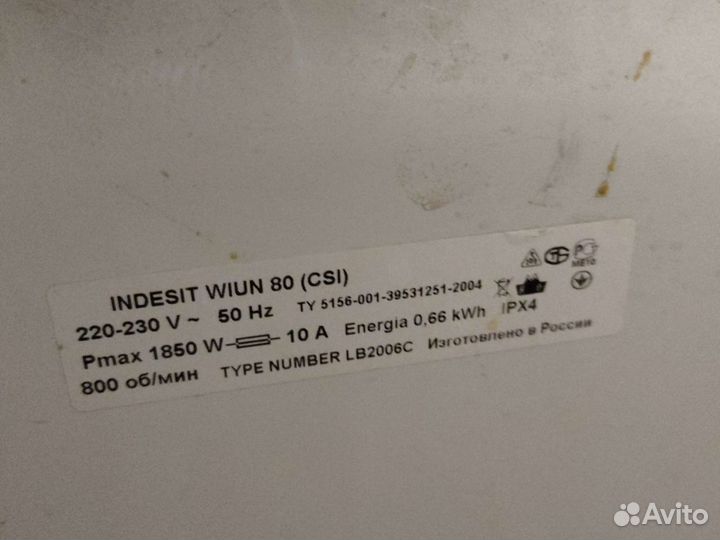 INDESIT WIUN 80 (CSI)
220-230 V ~ 50 Hz TY 5156-001-39531251-2004
Pmax 1850 W 10 A Energia 0,66 kWh IPX4
800 об/мин TYPE NUMBER LB2006C Изготовлено в России
ME10
Avito